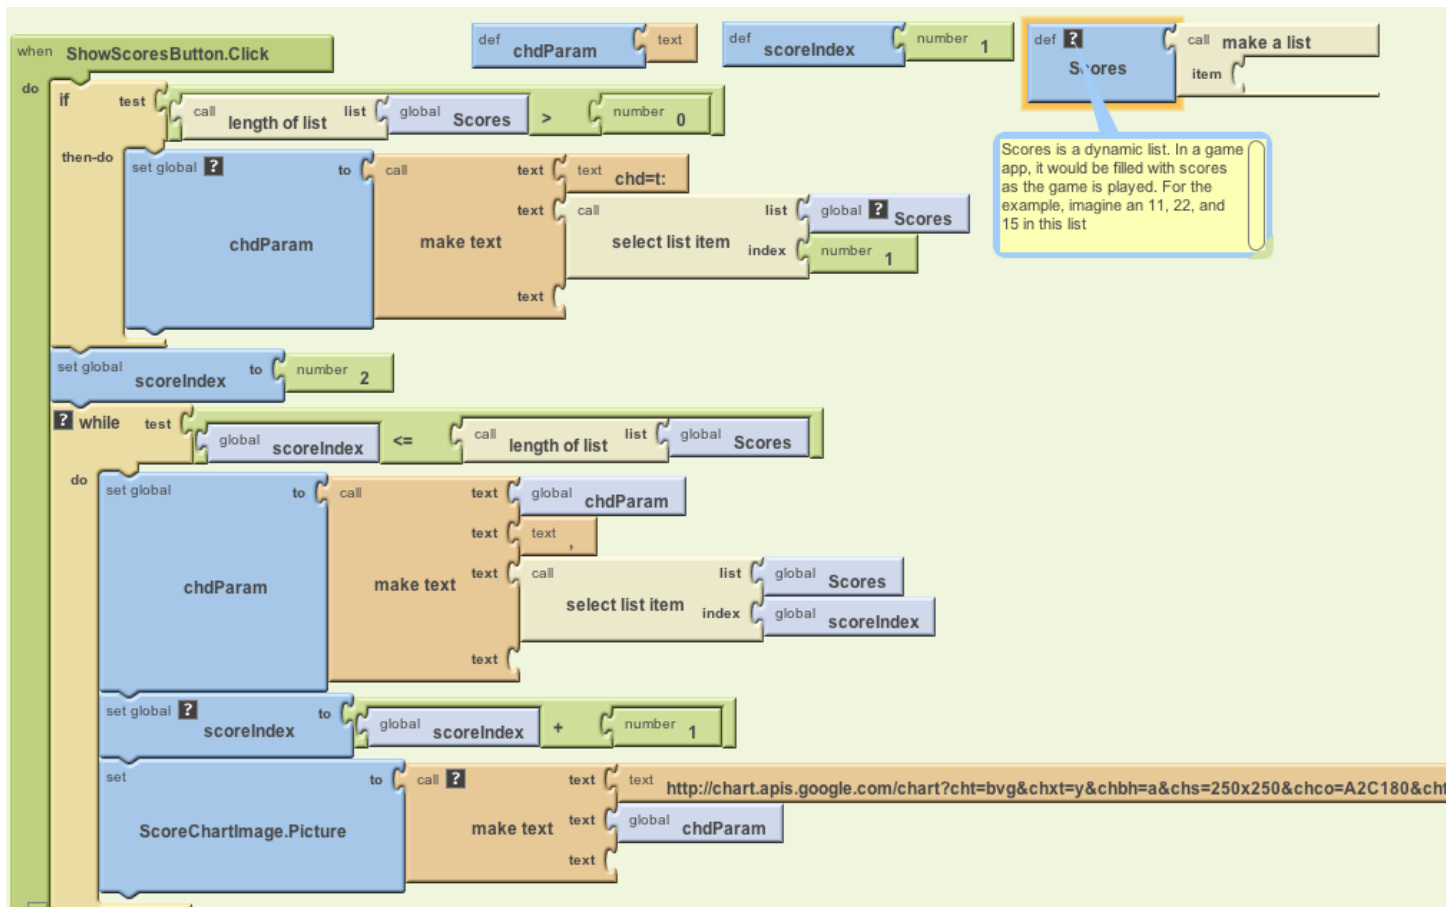 when ShowScoresButton.Click
def chdParam text
def scoreIndex number 1
def ? Scores call make a list
item
Scores is a dynamic list. In a game
app, it would be filled with scores
as the game is played. For the
example, imagine an 11, 22, and
15 in this list
do
if test call length of list list global Scores > number 0
then-do
set global ? chdParam to call make text text text chd=t:
text call select list item list global ? Scores
index number 1
text
set global scoreIndex to number 2
? while test global scoreIndex <= call length of list list global Scores
do
set global chdParam to call make text text global chdParam
text text ,
text call select list item list global Scores
index global scoreIndex
text
set global ? scoreIndex to global scoreIndex + number 1
set ScoreChartImage.Picture to call ? make text text text http://chart.apis.google.com/chart?cht=bvg&chxt=y&chbh=a&chs=250x250&chco=A2C180&cht
text global chdParam
text